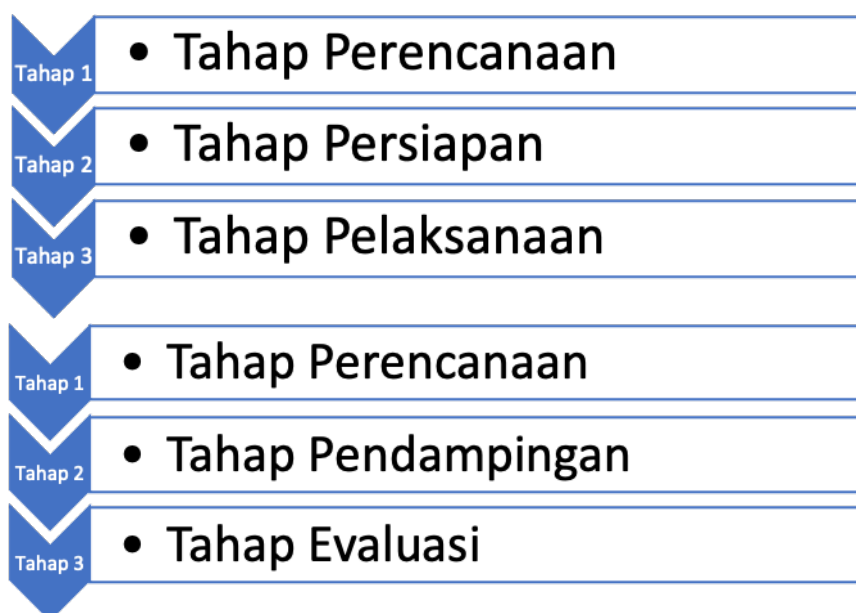 Tahap 1
• Tahap Perencanaan
Tahap 2
• Tahap Persiapan
Tahap 3
• Tahap Pelaksanaan
Tahap 1
• Tahap Perencanaan
Tahap 2
• Tahap Pendampingan
Tahap 3
• Tahap Evaluasi